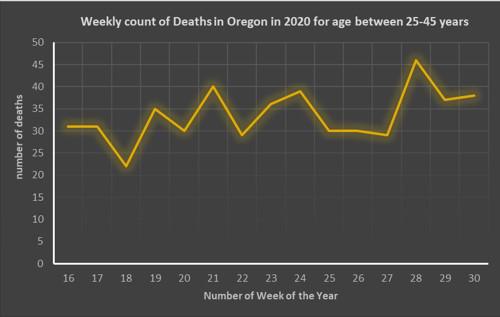 Weekly count of Deaths in Oregon in 2020 for age between 25-45 years
50
45
40
35
30
25
20
15
10
5
0
number of deaths
16 17 18 19 20 21 22 23 24 25 26 27 28 29 30
Number of Week of the Year